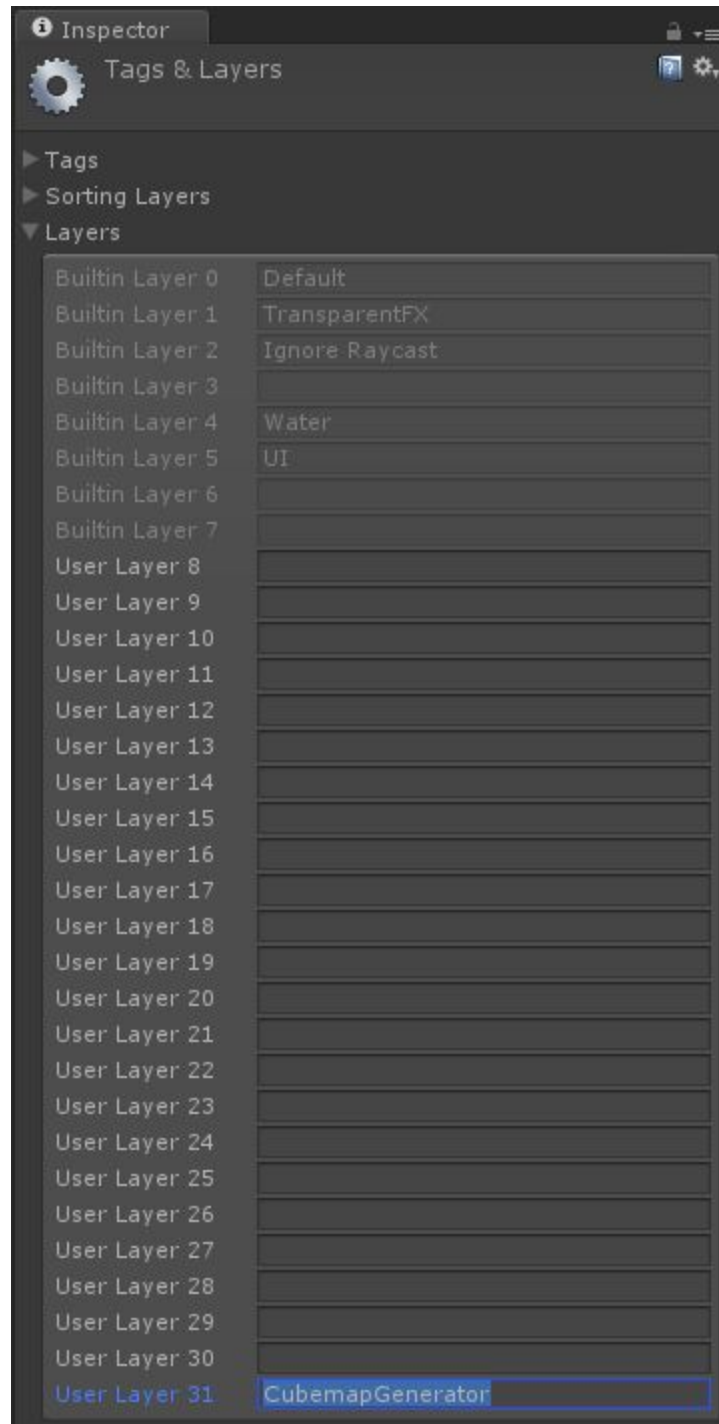 Inspector
Tags & Layers
Tags
Sorting Layers
Layers
Builtin Layer 0 Default
Builtin Layer 1 TransparentFX
Builtin Layer 2 Ignore Raycast
Builtin Layer 3
Builtin Layer 4 Water
Builtin Layer 5 UI
Builtin Layer 6
Builtin Layer 7
User Layer 8
User Layer 9
User Layer 10
User Layer 11
User Layer 12
User Layer 13
User Layer 14
User Layer 15
User Layer 16
User Layer 17
User Layer 18
User Layer 19
User Layer 20
User Layer 21
User Layer 22
User Layer 23
User Layer 24
User Layer 25
User Layer 26
User Layer 27
User Layer 28
User Layer 29
User Layer 30
User Layer 31 CubemapGenerator